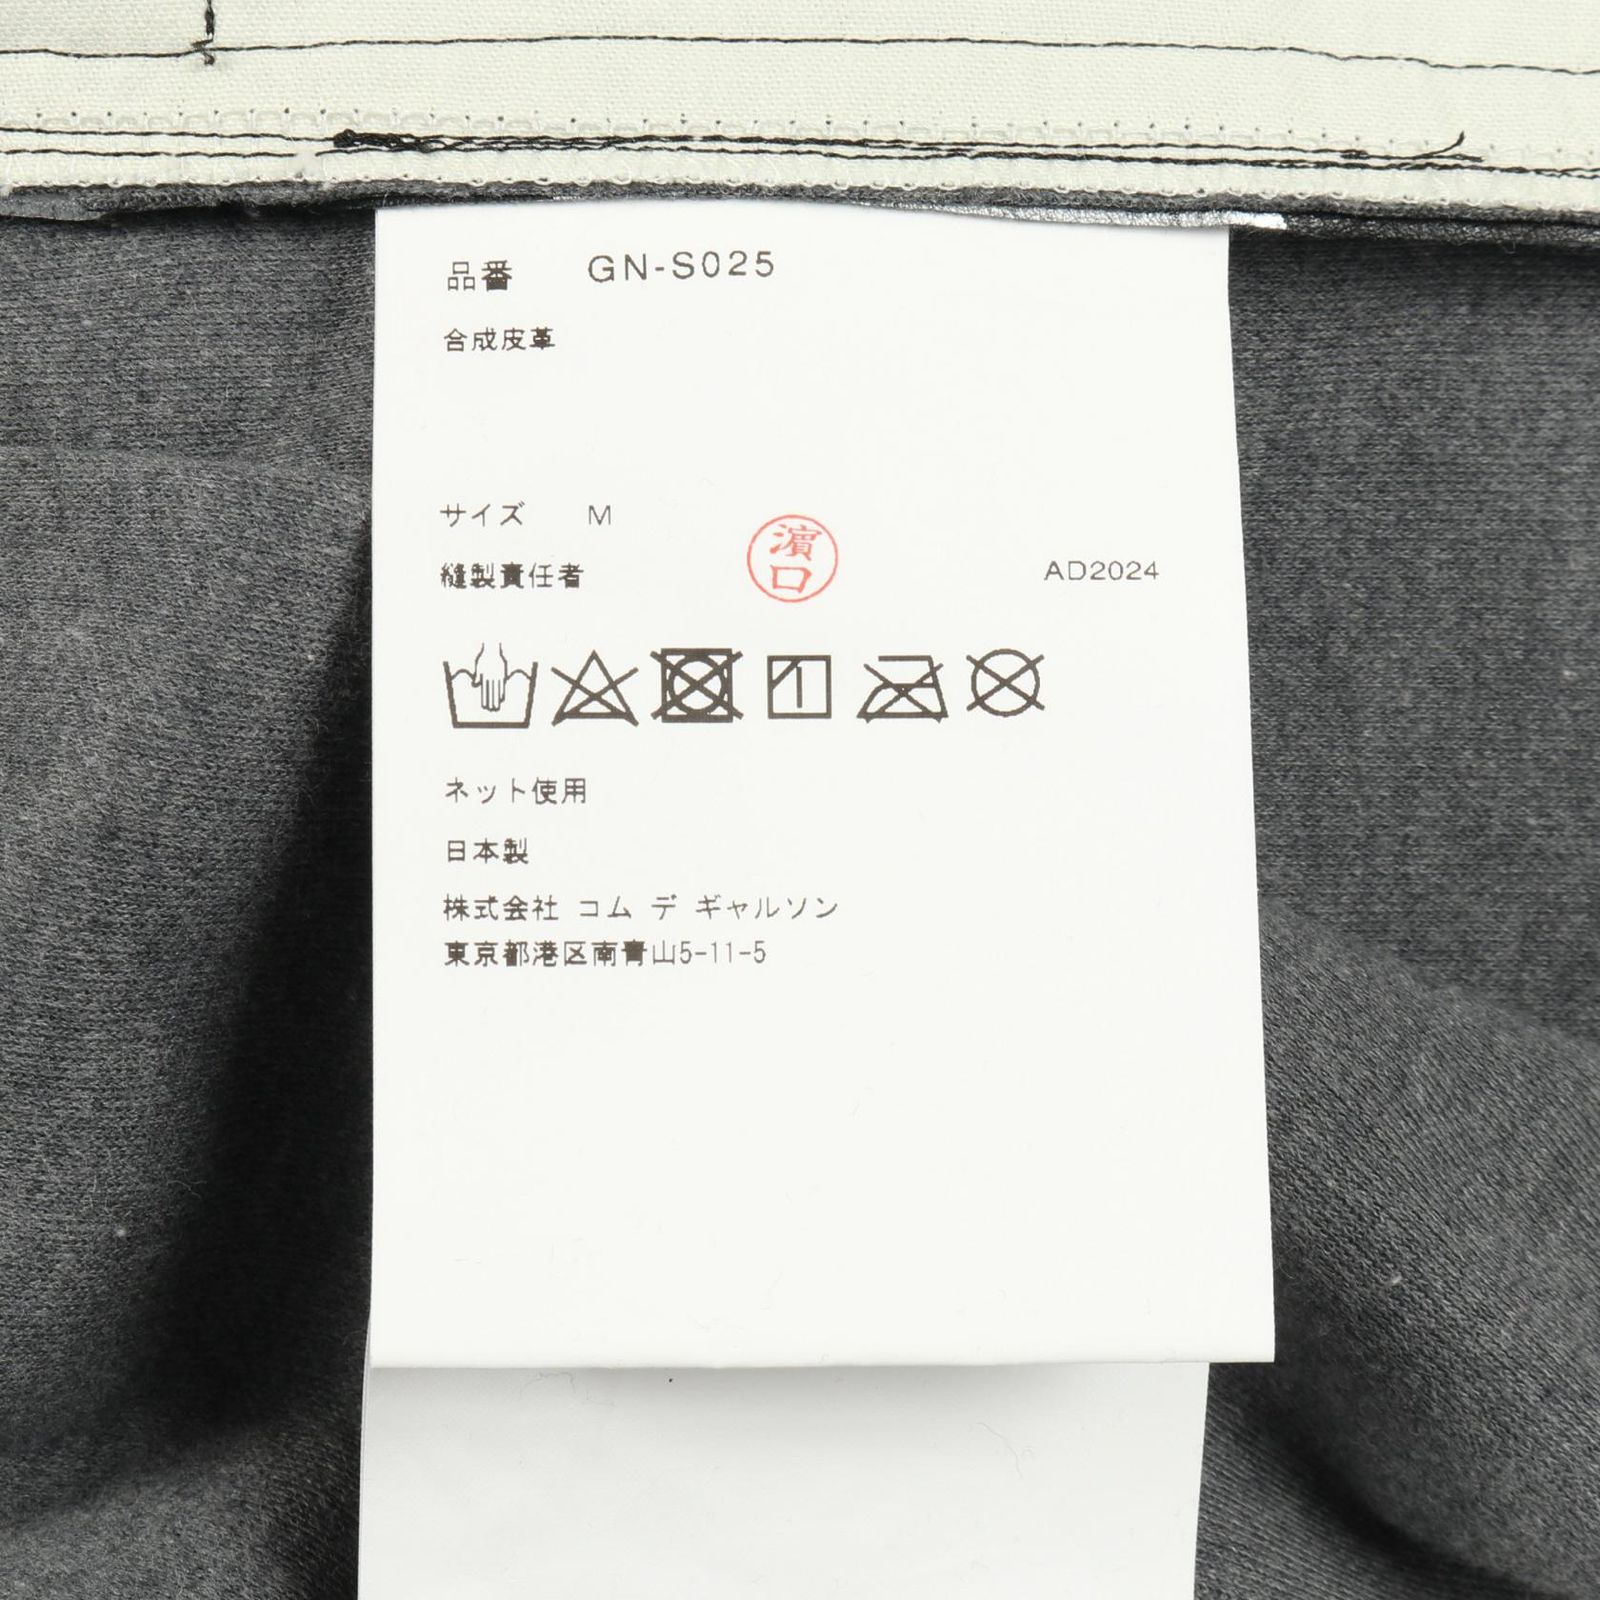 品番 GN-S025
合成皮革
サイズ M
濱口
縫製責任者
AD2024
ネット使用
日本製
株式会社 コム デ ギャルソン
東京都港区南青山5-11-5